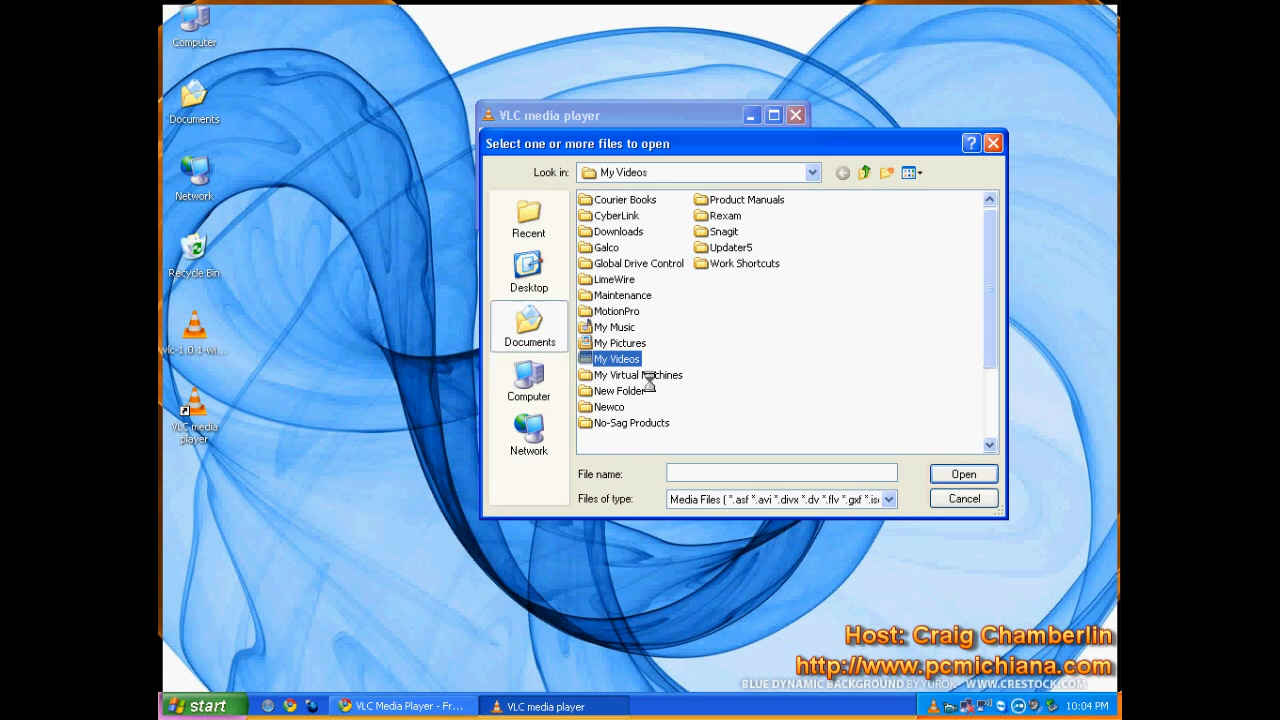 Computer
Documents
Network
Recycle Bin
vlc-1.0.1-wi...
VLC media
player
VLC media player
Select one or more files to open
Look in:
My Videos
Recent
Desktop
Documents
Computer
Network
Courier Books
CyberLink
Downloads
Galco
Global Drive Control
LimeWire
Maintenance
MotionPro
My Music
My Pictures
My Videos
My Virtual Machines
New Folder
Newco
No-Sag Products
Product Manuals
Rexam
Snagit
Updater5
Work Shortcuts
File name:
Open
Files of type:
Media Files ( *.asf *.avi *.divx *.dv *.flv *.gxf *.is
Cancel
Host: Craig Chamberlin
http://www.pcmichiana.com
BLUE DYNAMIC BACKGROUND BY YUROK WWW.CRESTOCK.COM
start
VLC Media Player - Fr...
VLC media player
10:04 PM